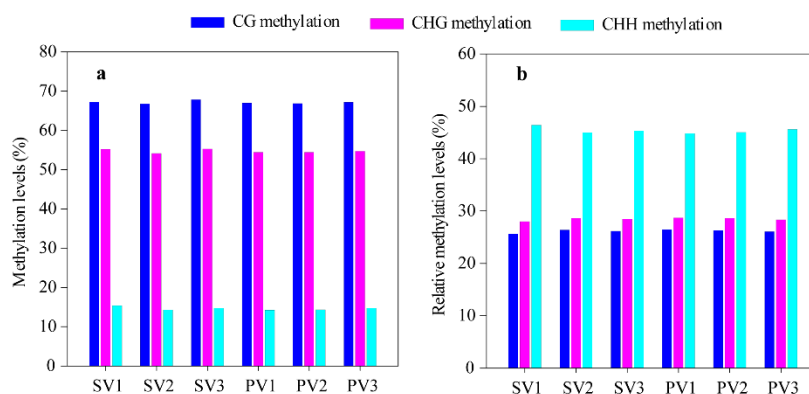 CG methylation CHG methylation CHH methylation
a
Methylation levels (%)
80
70
60
50
40
30
20
10
0
SV1 SV2 SV3 PV1 PV2 PV3
b
Relative methylation levels (%)
60
50
40
30
20
10
0
SV1 SV2 SV3 PV1 PV2 PV3